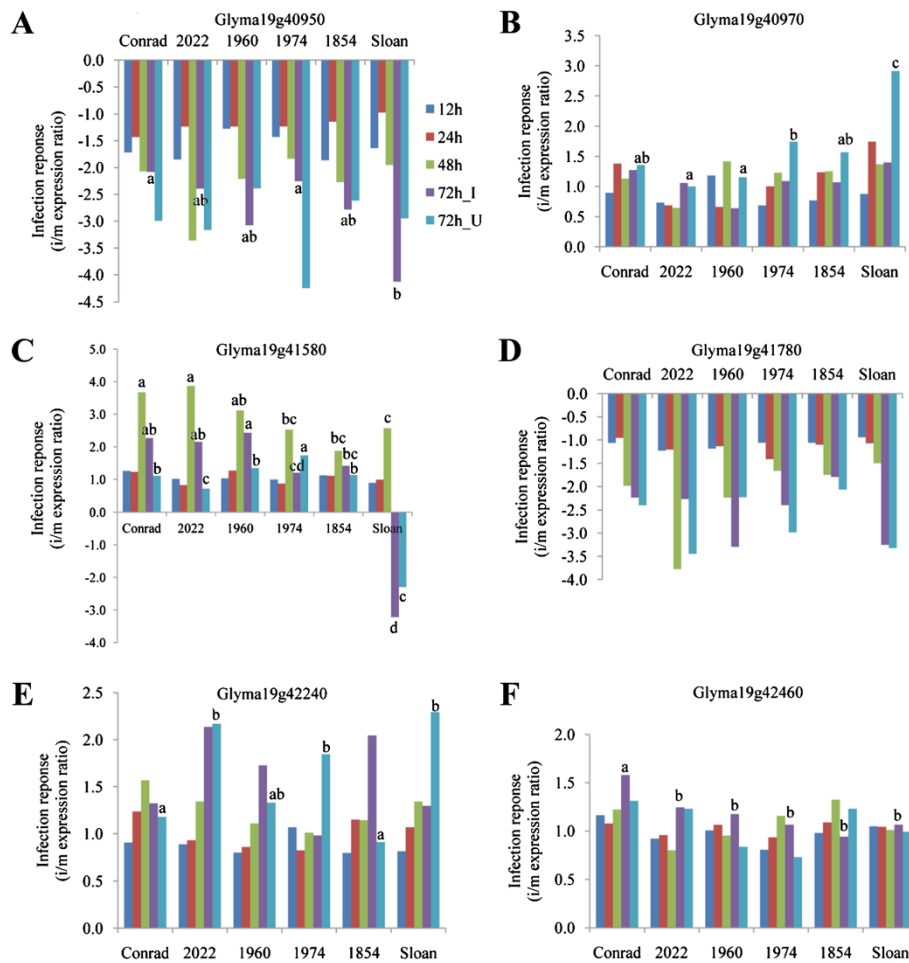 A
Glyma19g40950
Conrad 2022 1960 1974 1854 Sloan
0.0
-0.5
-1.0
-1.5
-2.0
-2.5
-3.0
-3.5
-4.0
-4.5
Infection reponse
(i/m expression ratio)
a ab ab a ab b
12h
24h
48h
72h_I
72h_U
B
Glyma19g40970
3.5
3.0
2.5
2.0
1.5
1.0
0.5
0.0
Infection reponse
(i/m expression ratio)
ab a a b ab c
Conrad 2022 1960 1974 1854 Sloan
C
Glyma19g41580
5.0
4.0
3.0
2.0
1.0
0.0
-1.0
-2.0
-3.0
-4.0
Infection reponse
(i/m expression ratio)
a ab b a ab c ab a b bc cd a bc bc b c d c
Conrad 2022 1960 1974 1854 Sloan
D
Glyma19g41780
Conrad 2022 1960 1974 1854 Sloan
0.0
-0.5
-1.0
-1.5
-2.0
-2.5
-3.0
-3.5
-4.0
Infection reponse
(i/m expression ratio)
E
Glyma19g42240
2.5
2.0
1.5
1.0
0.5
0.0
Infection reponse
(i/m expression ratio)
a b ab b a b
Conrad 2022 1960 1974 1854 Sloan
F
Glyma19g42460
2.0
1.5
1.0
0.5
0.0
Infection reponse
(i/m expression ratio)
a b b b b b
Conrad 2022 1960 1974 1854 Sloan